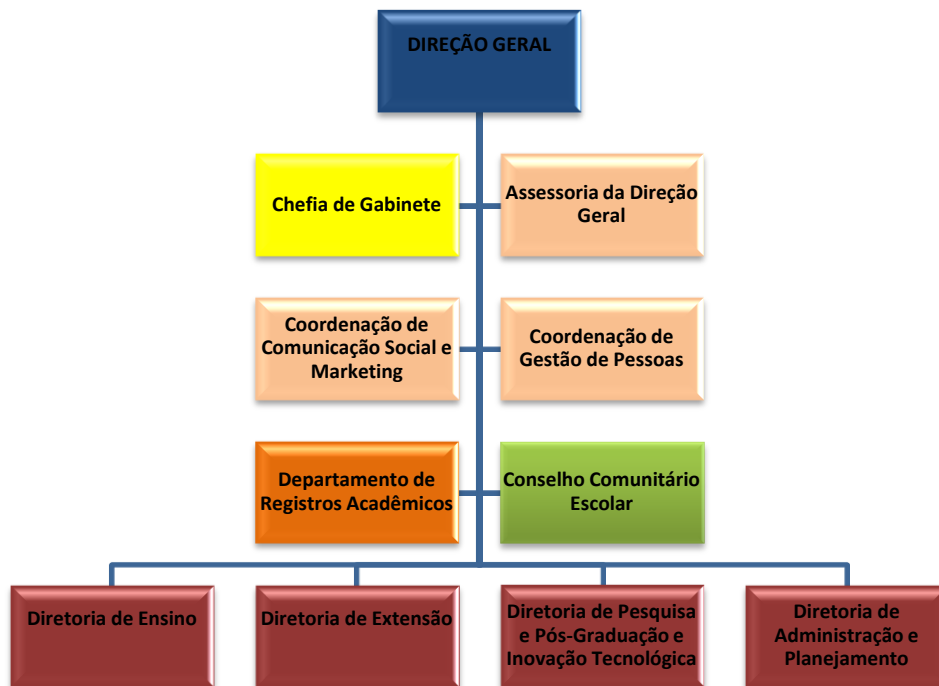 DIREÇÃO GERAL
Chefia de Gabinete
Assessoria da Direção
Geral
Coordenação de
Comunicação Social e
Marketing
Coordenação de
Gestão de Pessoas
Departamento de
Registros Acadêmicos
Conselho Comunitário
Escolar
Diretoria de Ensino
Diretoria de Extensão
Diretoria de Pesquisa
e Pós-Graduação e
Inovação Tecnológica
Diretoria de
Administração e
Planejamento